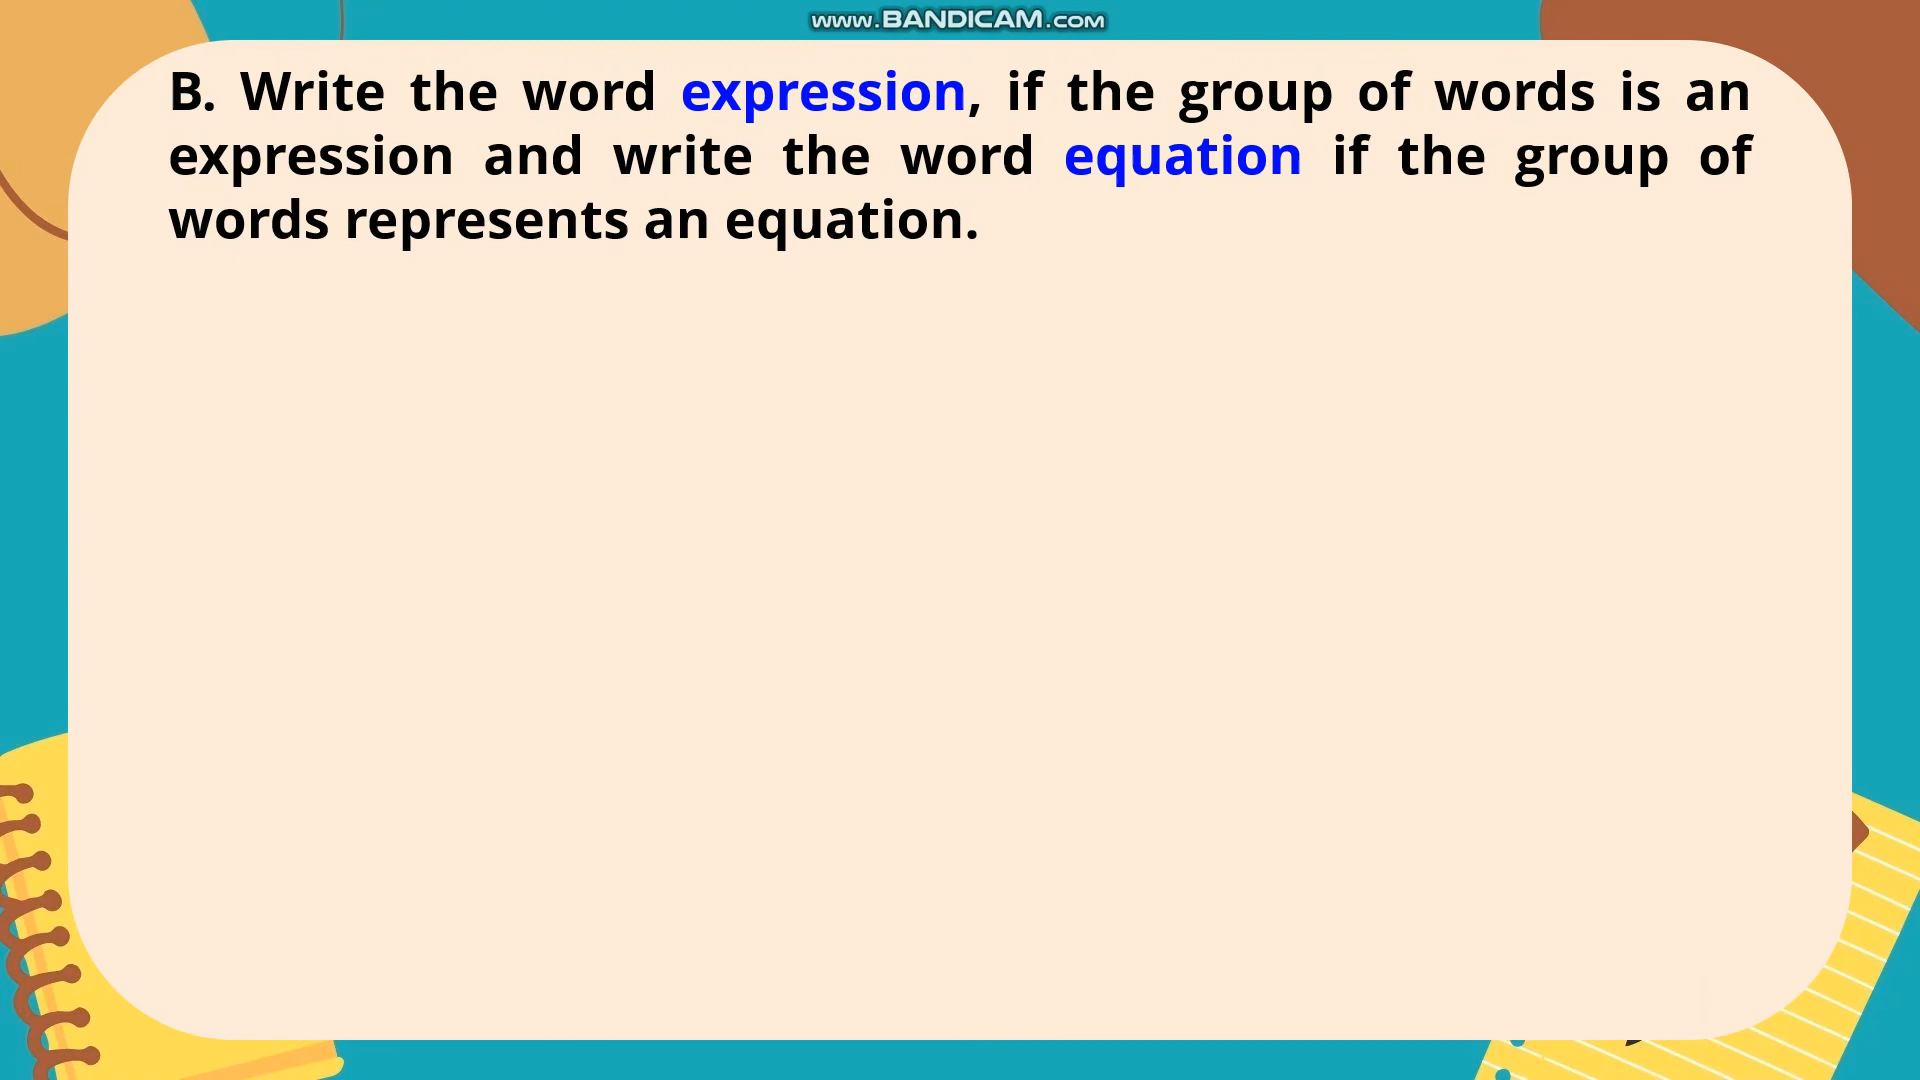 www.BANDICAM.com
B. Write the word expression, if the group of words is an
expression and write the word equation if the group of
words represents an equation.